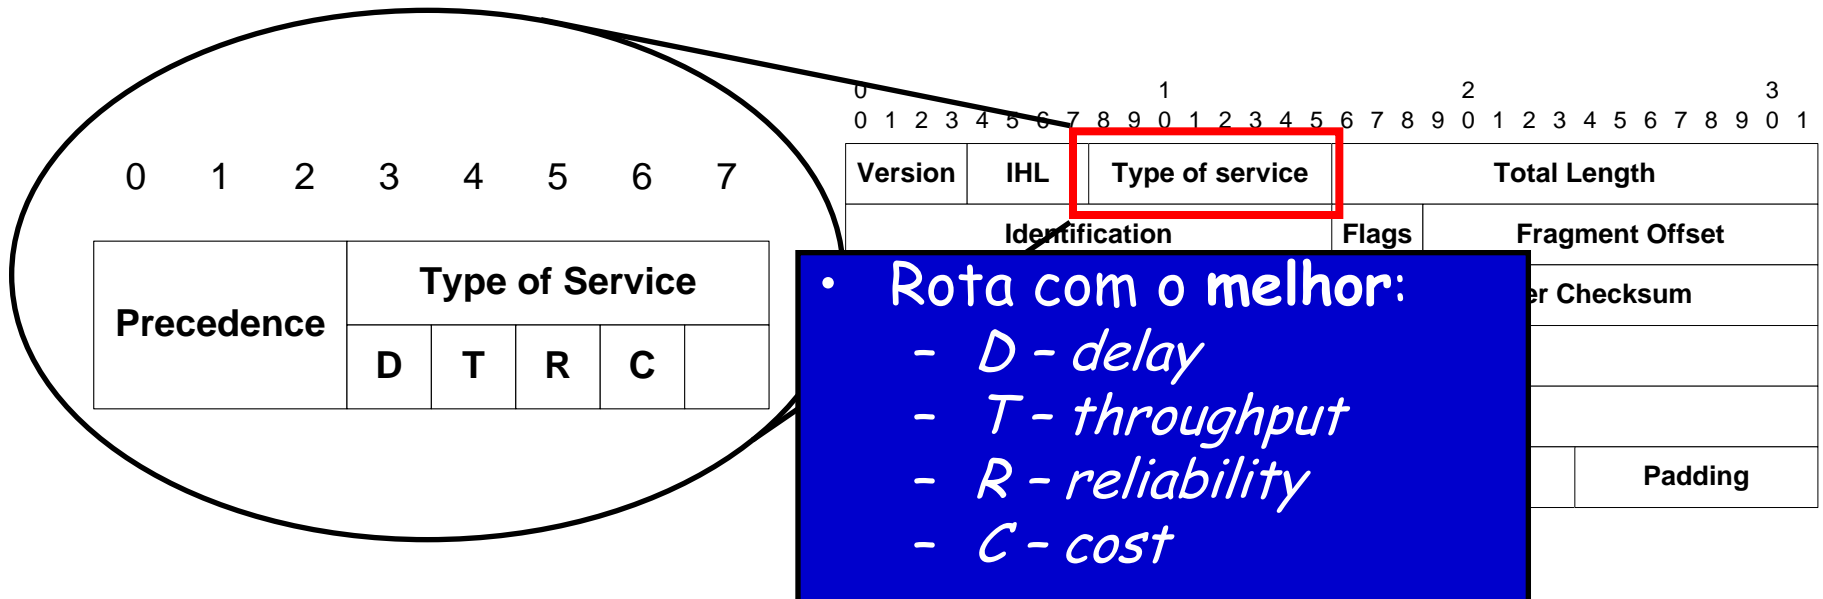 0 1 2 3 4 5 6 7
Precedence
Type of Service
D T R C
0 1 2 3
0 1 2 3 4 5 6 7 8 9 0 1 2 3 4 5 6 7 8 9 0 1 2 3 4 5 6 7 8 9 0 1
Version IHL Type of service Total Length
Identification Flags Fragment Offset
er Checksum
Padding
• Rota com o melhor:
- D - delay
- T - throughput
- R - reliability
- C - cost